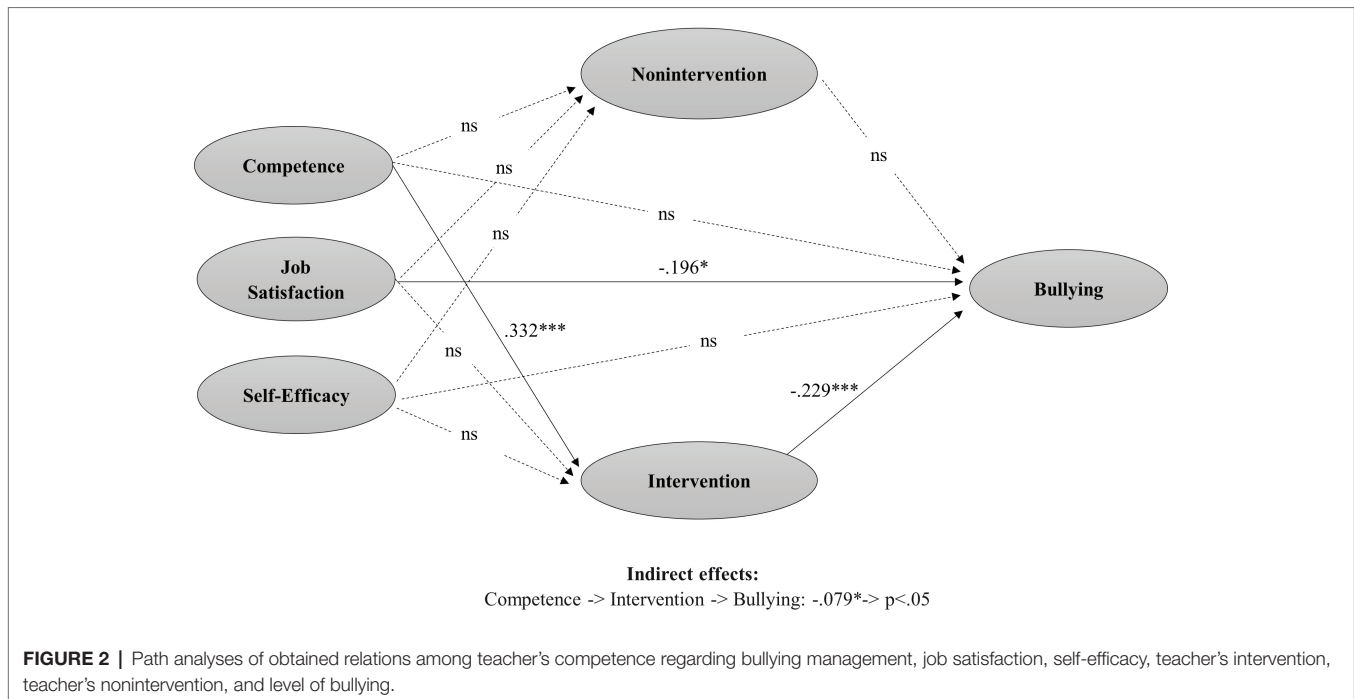 Nonintervention
ns
Competence
ns
ns
ns
ns
Job
Satisfaction
-.196*
Bullying
.332***
ns
ns
Self-Efficacy
-.229***
ns
Intervention
Indirect effects:
Competence -> Intervention -> Bullying: -.079*-> p<.05
FIGURE 2 | Path analyses of obtained relations among teacher's competence regarding bullying management, job satisfaction, self-efficacy, teacher's intervention,
teacher's nonintervention, and level of bullying.